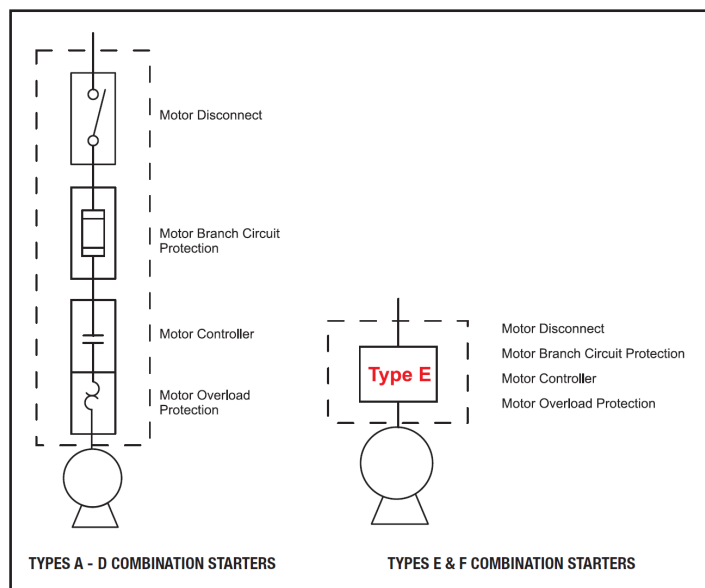 Motor Disconnect
Motor Branch Circuit
Protection
Motor Controller
Motor Overload
Protection
TYPES A - D COMBINATION STARTERS
Type E
Motor Disconnect
Motor Branch Circuit Protection
Motor Controller
Motor Overload Protection
TYPES E & F COMBINATION STARTERS